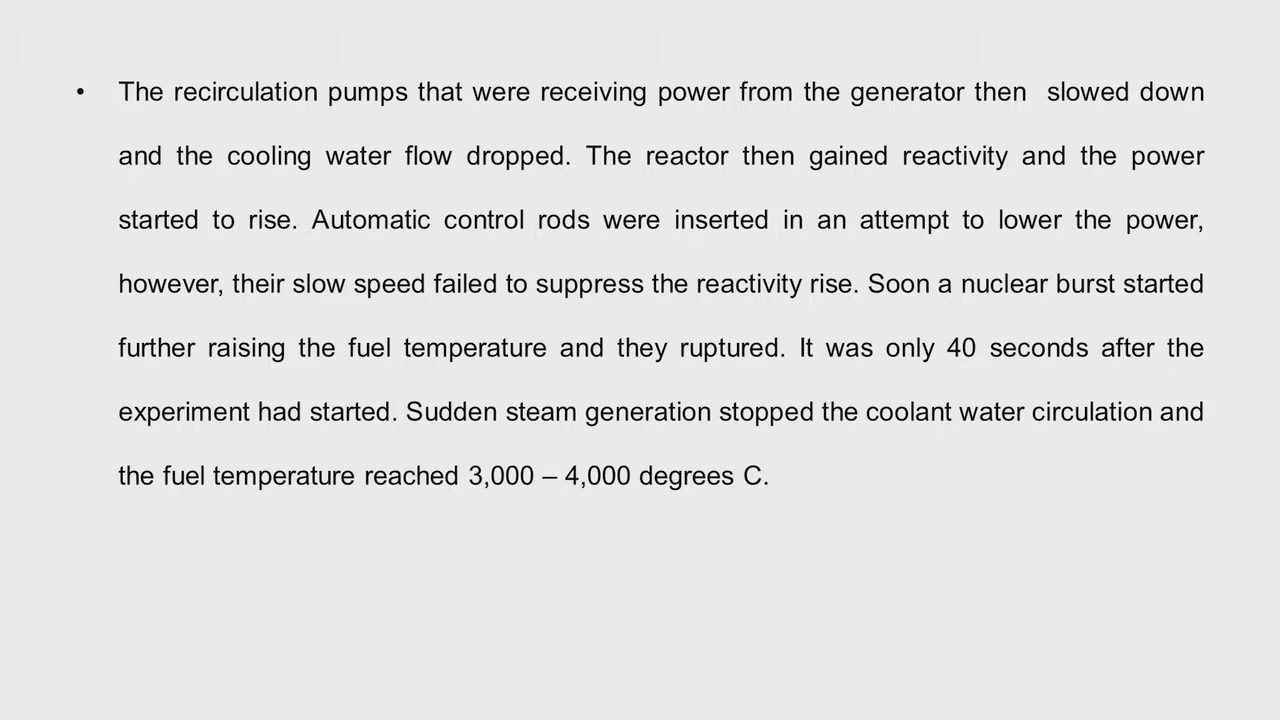 • The recirculation pumps that were receiving power from the generator then  slowed down
and the cooling water flow dropped. The reactor then gained reactivity and the power
started to rise. Automatic control rods were inserted in an attempt to lower the power,
however, their slow speed failed to suppress the reactivity rise. Soon a nuclear burst started
further raising the fuel temperature and they ruptured. It was only 40 seconds after the
experiment had started. Sudden steam generation stopped the coolant water circulation and
the fuel temperature reached 3,000 – 4,000 degrees C.